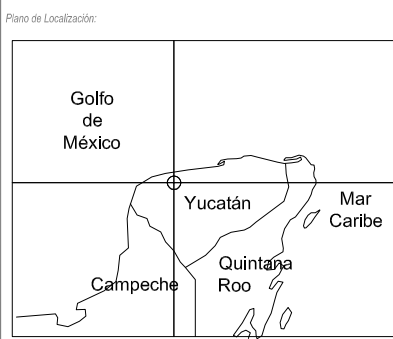 Plano de Localización:
Golfo
de
México
Yucatán
Mar
Caribe
Quintana
Roo
Campeche